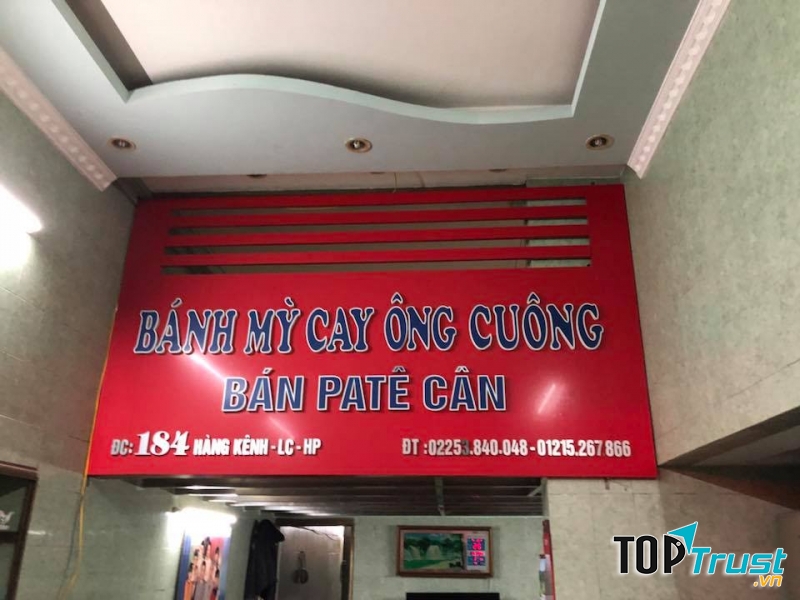 BÁNH MỲ CAY ÔNG CUÔNG
BÁN PATÊ CÂN
ĐC: 184 HÀNG KÊNH - LC - HP
ĐT :02253.840.048 - 01215.267.866
TOPTrust.vn